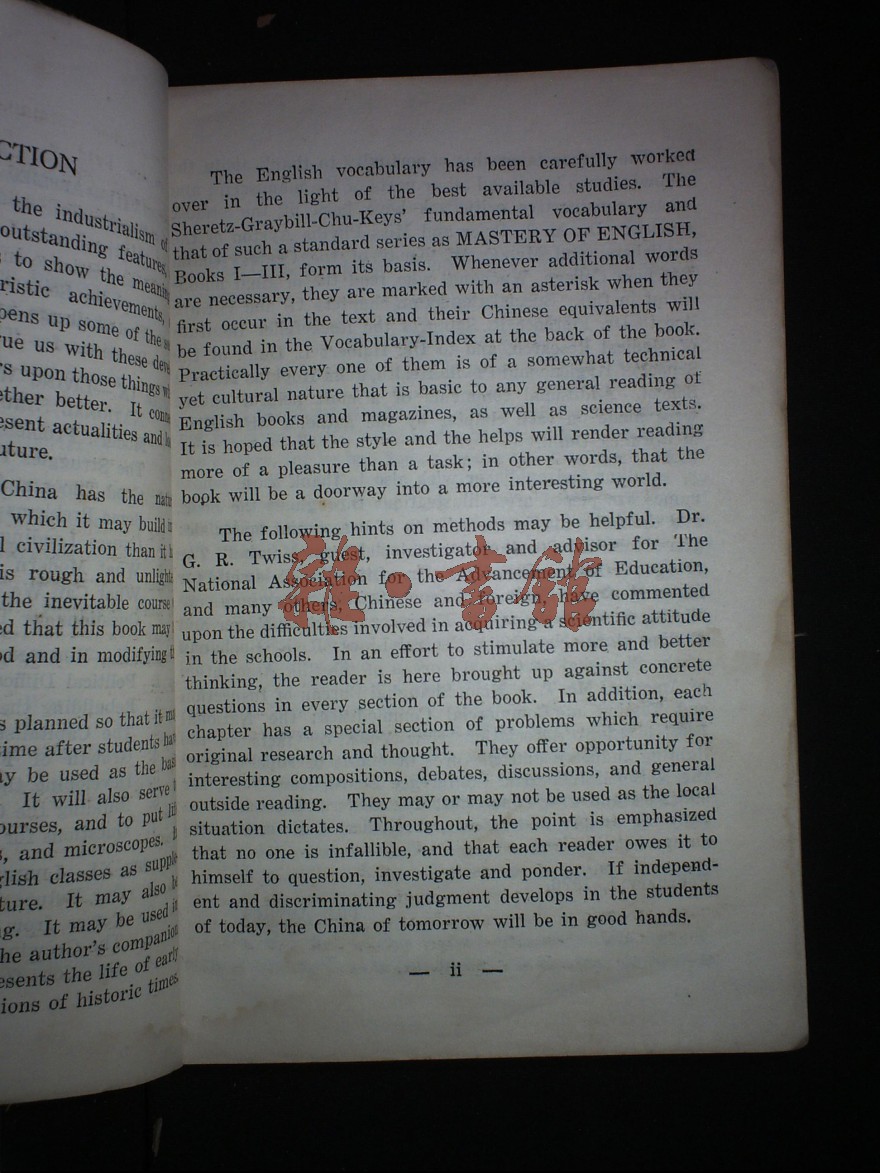 CTION
the industrialism
outstanding features,
to show the meaning
ristic achievements,
pens up some of the
us with these
upon those things
ether better. It
esent actualities and
uture.
China has the
which it may build
civilization than it
is rough and
the inevitable course
ed that this book may
od and in modifying
s planned so that it
time after students
may be used as the
It will also serve
ourses, and to put
and microscopes.
glish classes as
ture. It may also
It may be used
the author's companion
esents the life of early
ions of historic times.
The English vocabulary has been carefully worked
over in the light of the best available studies. The
Sheretz-Graybill-Chu-Keys' fundamental vocabulary and
that of such a standard series as MASTERY OF ENGLISH,
Books I—III, form its basis. Whenever additional words
are necessary, they are marked with an asterisk when they
first occur in the text and their Chinese equivalents will
be found in the Vocabulary-Index at the back of the book.
Practically every one of them is of a somewhat technical
yet cultural nature that is basic to any general reading of
English books and magazines, as well as science texts.
It is hoped that the style and the helps will render reading
more of a pleasure than a task; in other words, that the
book will be a doorway into a more interesting world.
The following hints on methods may be helpful. Dr.
G. R. Twiss, guest, investigator and advisor for The
National Association for the Advancement of Education,
and many others, Chinese and foreign, have commented
upon the difficulties involved in acquiring a scientific attitude
in the schools. In an effort to stimulate more and better
thinking, the reader is here brought up against concrete
questions in every section of the book. In addition, each
chapter has a special section of problems which require
original research and thought. They offer opportunity for
interesting compositions, debates, discussions, and general
outside reading. They may or may not be used as the local
situation dictates. Throughout, the point is emphasized
that no one is infallible, and that each reader owes it to
himself to question, investigate and ponder. If independ-
ent and discriminating judgment develops in the students
of today, the China of tomorrow will be in good hands.
— ii —
雜·書館